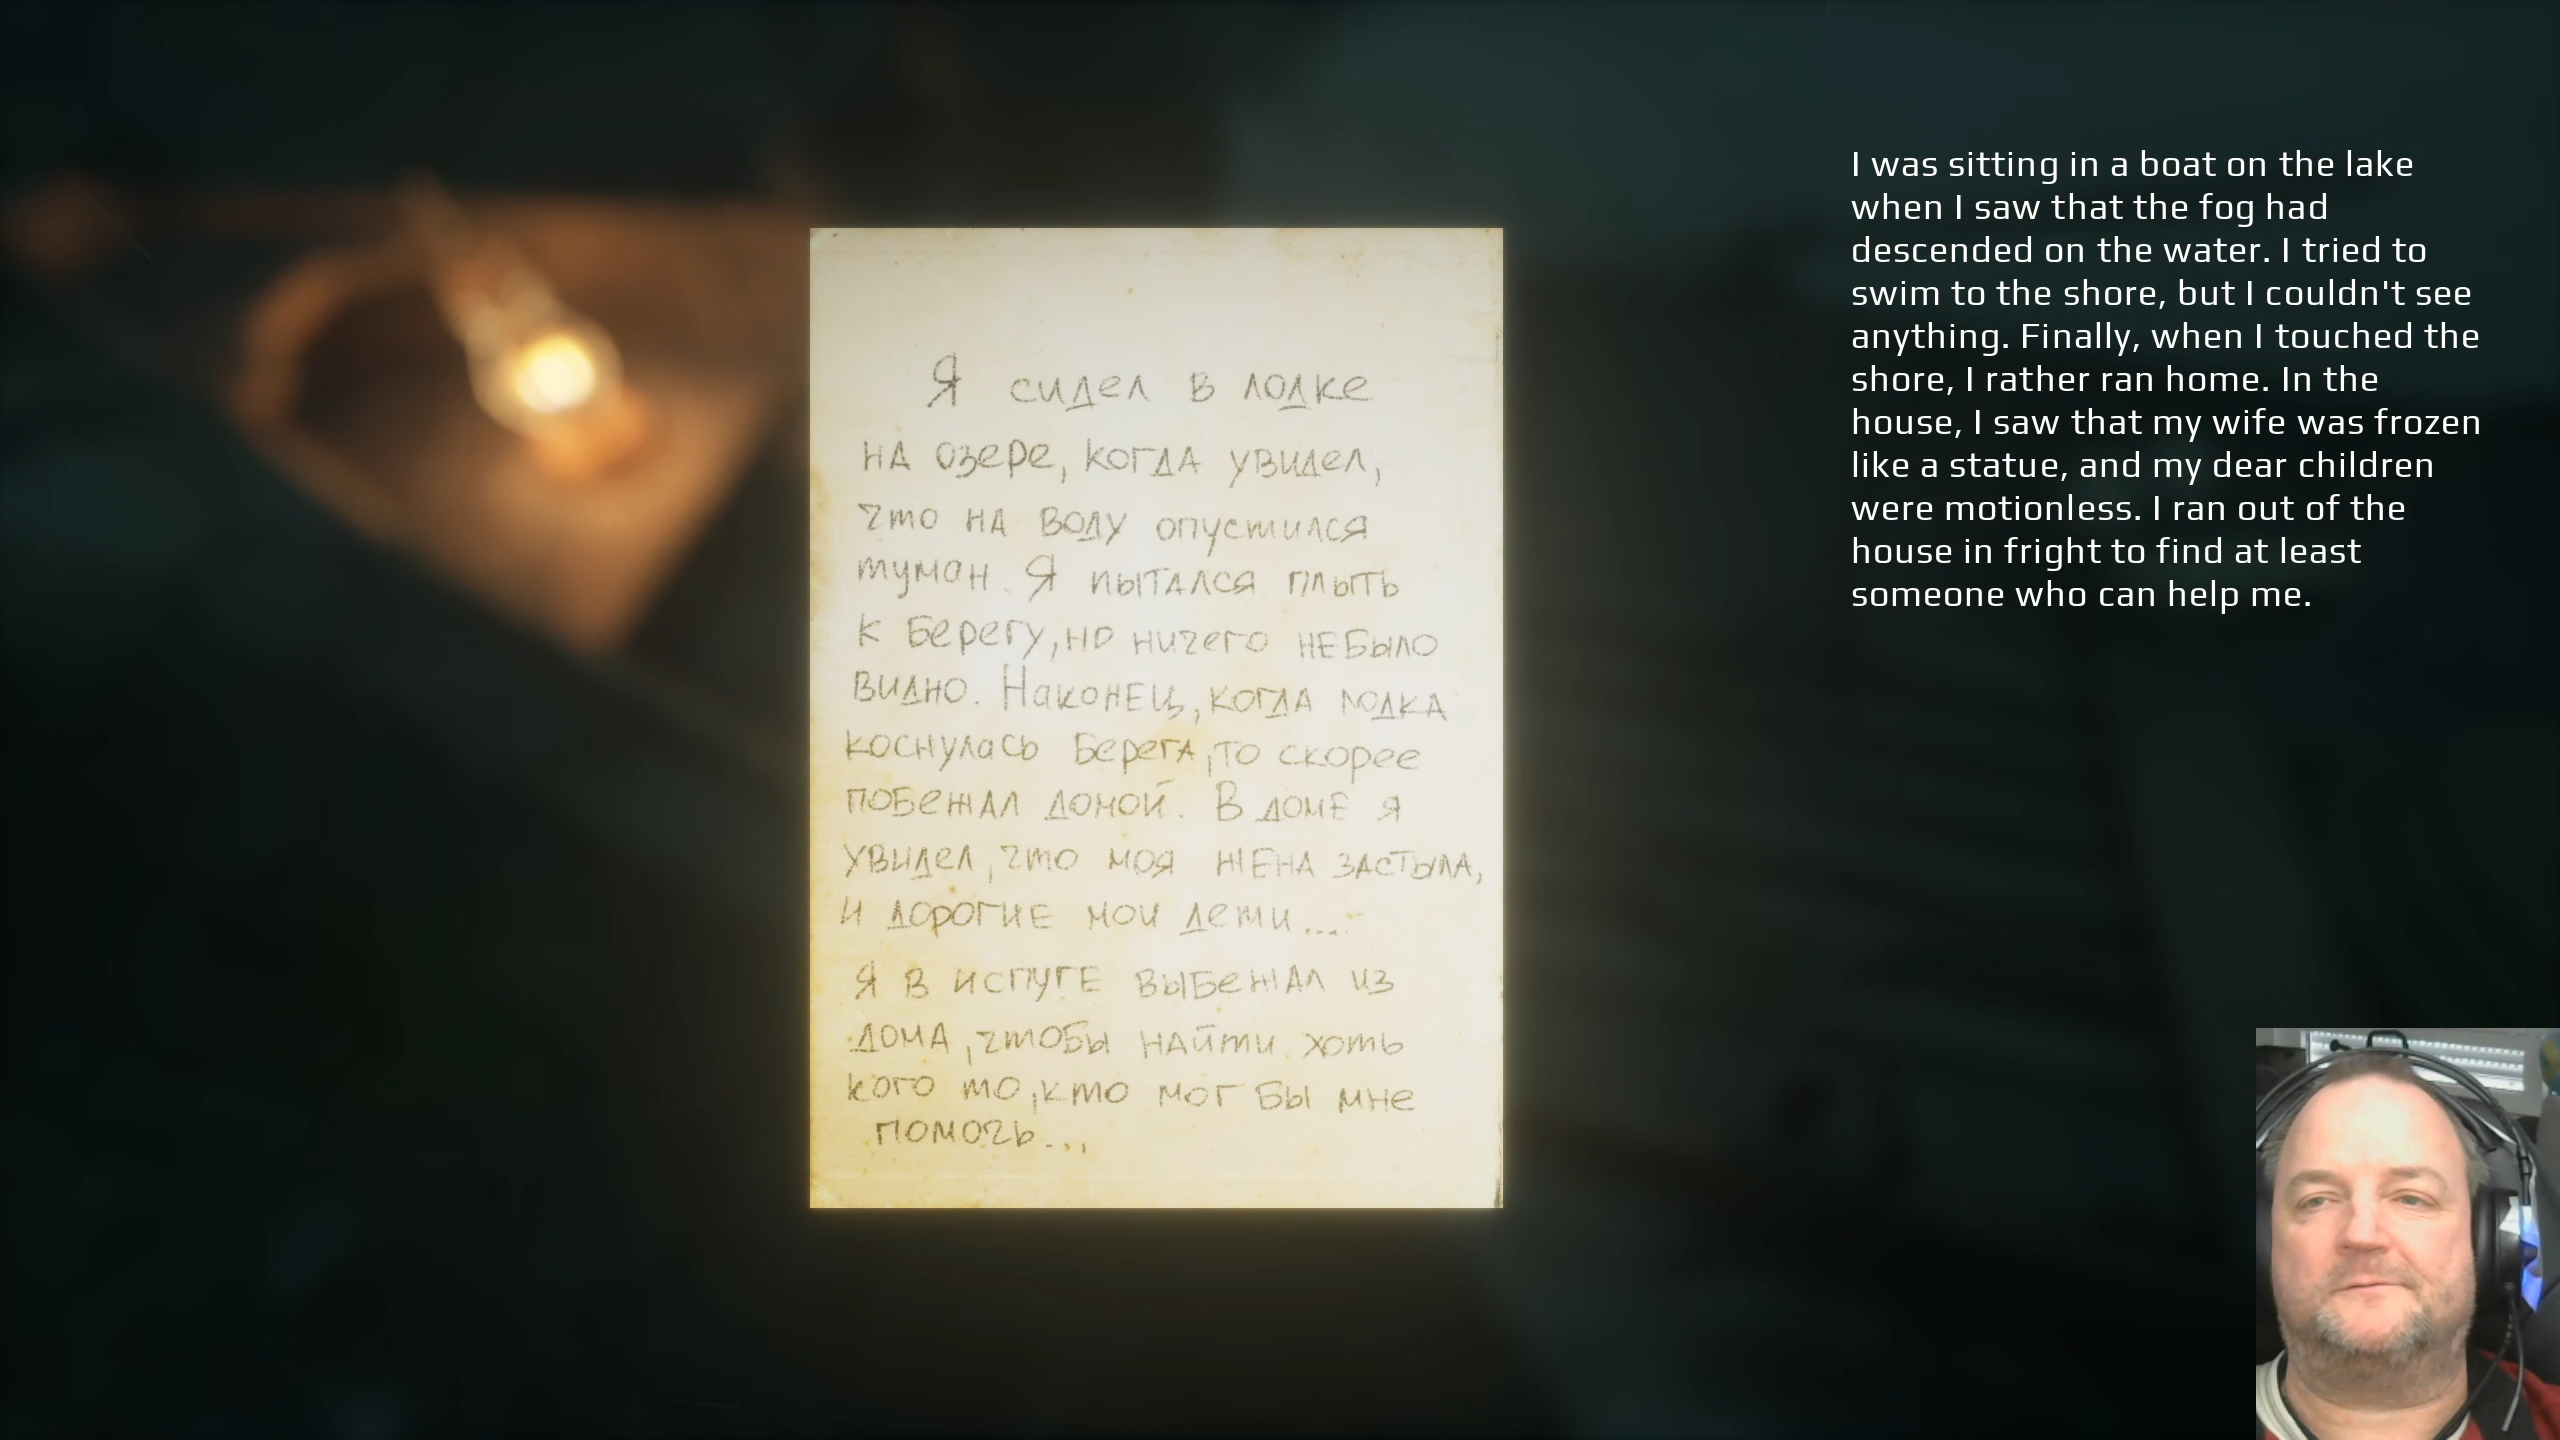 Я сидел в лодке
на озере, когда увидел,
что на воду опустился
туман. Я пытался плыть
к берегу, но ничего не было
видно. Наконец, когда лодка
коснулась берега, то скорее
побежал домой. В доме я
увидел, что моя жена застыла,
и дорогие мои дети....
Я в испуге выбежал из
дома, чтобы найти хоть
кого то, кто мог бы мне
помочь...
I was sitting in a boat on the lake
when I saw that the fog had
descended on the water. I tried to
swim to the shore, but I couldn't see
anything. Finally, when I touched the
shore, I rather ran home. In the
house, I saw that my wife was frozen
like a statue, and my dear children
were motionless. I ran out of the
house in fright to find at least
someone who can help me.